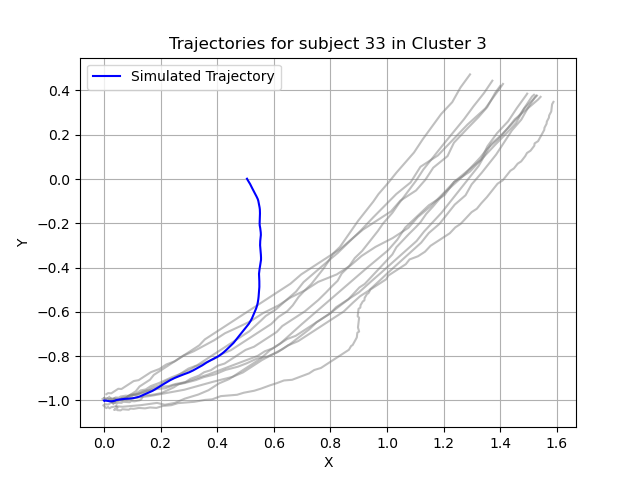 Trajectories for subject 33 in Cluster 3
Simulated Trajectory
0.4
0.2
0.0
−0.2
−0.4
−0.6
−0.8
−1.0
Y
0.0 0.2 0.4 0.6 0.8 1.0 1.2 1.4 1.6
X